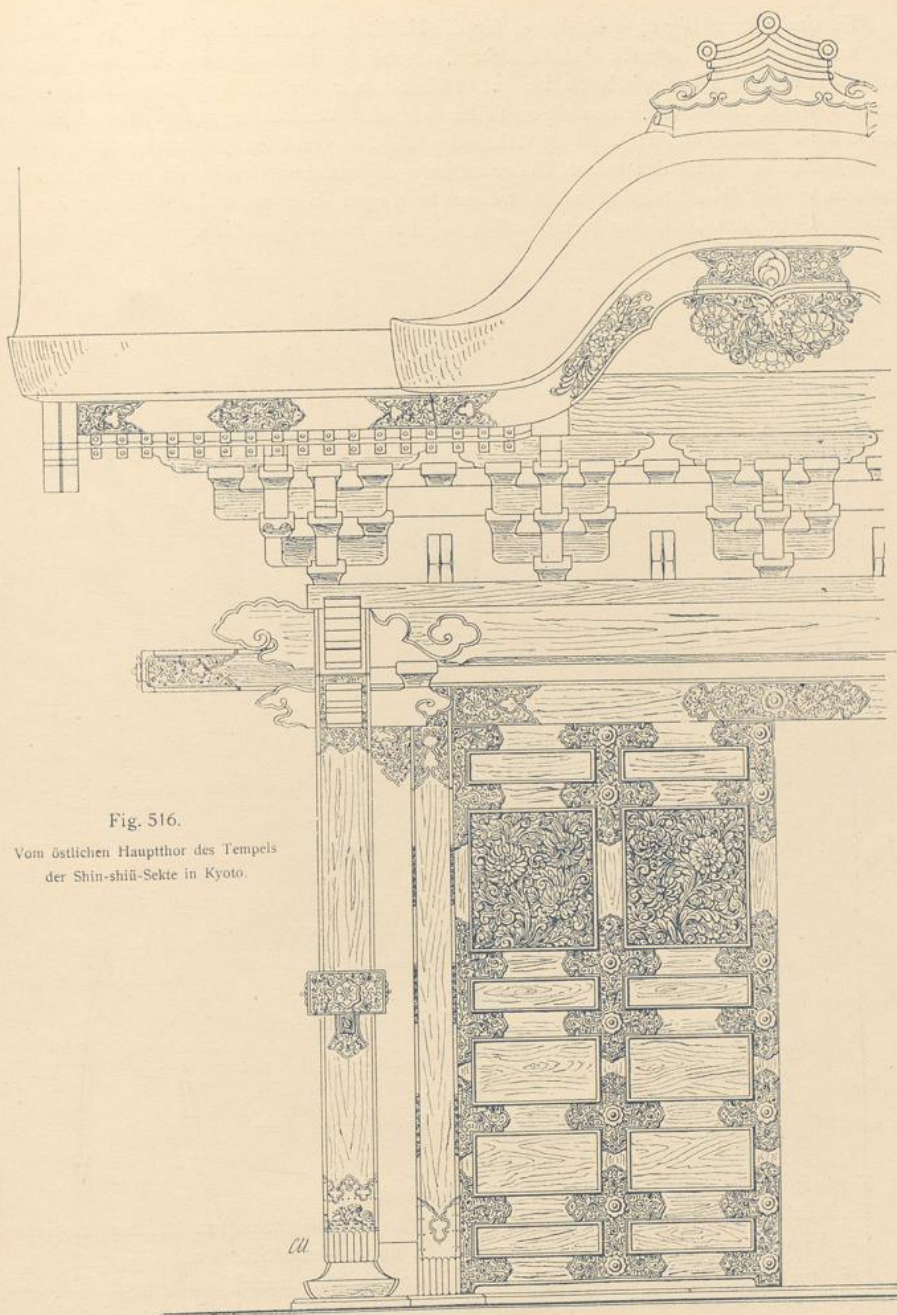 Fig. 516.
Vom östlichen Hauptthor des Tempels
der Shin-shiū-Sekte in Kyoto.